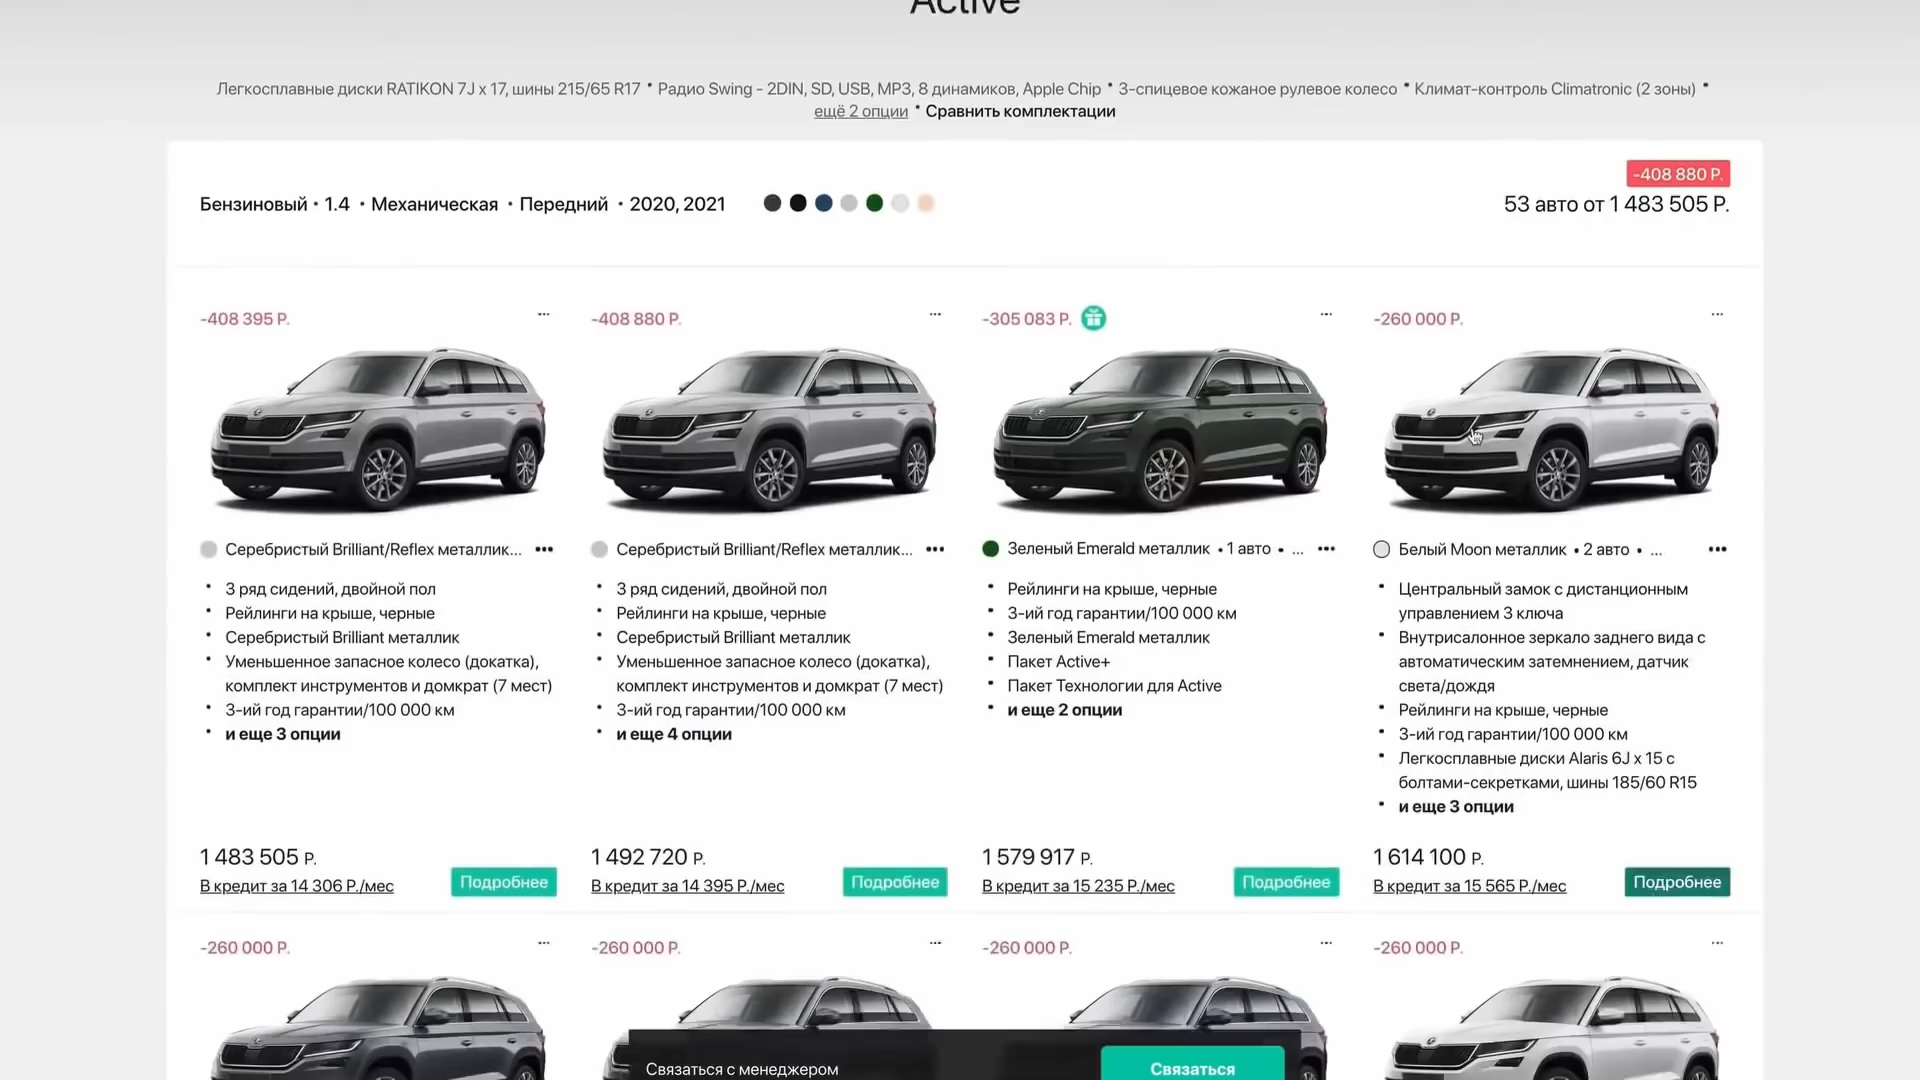 Active
Легкосплавные диски RATIKON 7J x 17, шины 215/65 R17 • Радио Swing - 2DIN, SD, USB, MP3, 8 динамиков, Apple Chip • 3-спицевое кожаное рулевое колесо • Климат-контроль Climatronic (2 зоны) •
ещё 2 опции • Сравнить комплектации
-408 880 Р.
Бензиновый • 1.4 • Механическая • Передний • 2020, 2021
53 авто от 1 483 505 Р.
-408 395 Р. ...
-408 880 Р. ...
-305 083 Р. ...
-260 000 Р. ...
Серебристый Brilliant/Reflex металлик... •••
Серебристый Brilliant/Reflex металлик... •••
Зеленый Emerald металлик • 1 авто • ... •••
Белый Moon металлик • 2 авто • ... •••
• 3 ряд сидений, двойной пол
• Рейлинги на крыше, черные
• Серебристый Brilliant металлик
• Уменьшенное запасное колесо (докатка),
комплект инструментов и домкрат (7 мест)
• 3-ий год гарантии/100 000 км
• и еще 3 опции
• 3 ряд сидений, двойной пол
• Рейлинги на крыше, черные
• Серебристый Brilliant металлик
• Уменьшенное запасное колесо (докатка),
комплект инструментов и домкрат (7 мест)
• 3-ий год гарантии/100 000 км
• и еще 4 опции
• Рейлинги на крыше, черные
• 3-ий год гарантии/100 000 км
• Зеленый Emerald металлик
• Пакет Active+
• Пакет Технологии для Active
• и еще 2 опции
• Центральный замок с дистанционным
управлением 3 ключа
• Внутрисалонное зеркало заднего вида с
автоматическим затемнением, датчик
света/дождя
• Рейлинги на крыше, черные
• 3-ий год гарантии/100 000 км
• Легкосплавные диски Alaris 6J x 15 с
болтами-секретками, шины 185/60 R15
• и еще 3 опции
1 483 505 Р.
В кредит за 14 306 Р./мес
Подробнее
1 492 720 Р.
В кредит за 14 395 Р./мес
Подробнее
1 579 917 Р.
В кредит за 15 235 Р./мес
Подробнее
1 614 100 Р.
В кредит за 15 565 Р./мес
Подробнее
-260 000 Р. ...
-260 000 Р. ...
-260 000 Р. ...
-260 000 Р. ...
Связаться с менеджером
Связаться